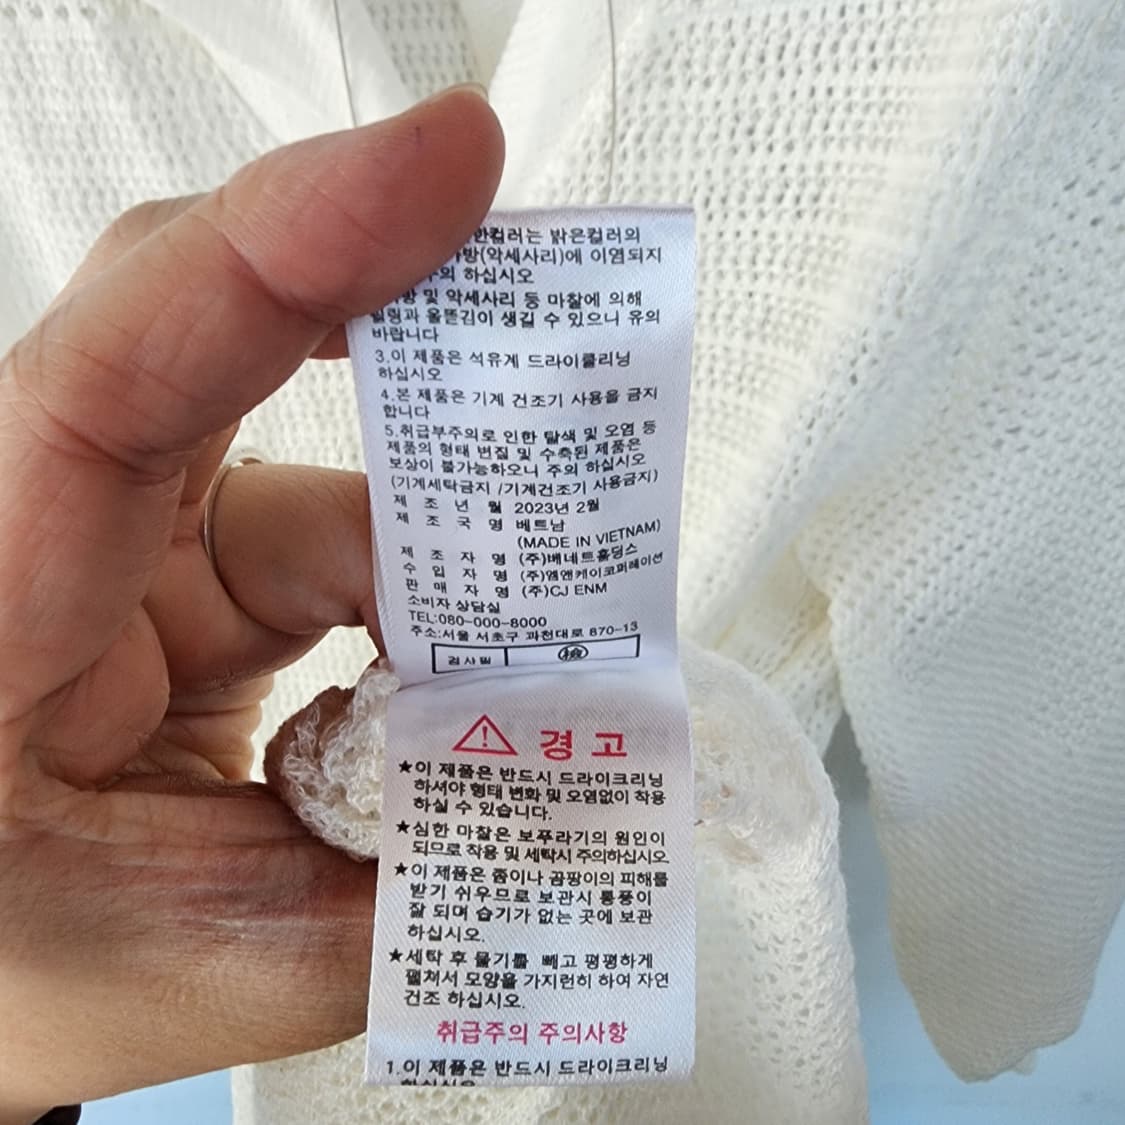 한컬러는 밝은컬러의
방(악세사리)에 이염되지
하십시오
및 악세사리 등 마찰에 의해
필링과 올뜯김이 생길 수 있으니 유의
바랍니다
3.이 제품은 석유계 드라이클리닝
하십시오
4.본 제품은 기계 건조기 사용을 금지
합니다
5.취급부주의로 인한 탈색 및 오염 등
제품의 형태 변질 및 수축된 제품은
보상이 불가능하오니 주의 하십시오
(기계세탁금지 /기계건조기 사용금지)
제 조 년 월 2023년 2월
제 조 국 명 베트남
(MADE IN VIETNAM)
제 조 자 명 (주)베네트홀딩스
수 입 자 명 (주)엠앤케이코퍼레이션
판 매 자 명 (주)CJ ENM
소비자 상담실
TEL:080-000-8000
주소:서울 서초구 과천대로 870-13
검사필 檢
경고
★이 제품은 반드시 드라이크리닝
하셔야 형태 변화 및 오염없이 착용
하실 수 있습니다.
★심한 마찰은 보푸라기의 원인이
되므로 착용 및 세탁시 주의하십시오
★이 제품은 좀이나 곰팡이의 피해를
받기 쉬우므로 보관시 통풍이
잘 되며 습기가 없는 곳에 보관
하십시오.
★세탁 후 물기를 빼고 평평하게
펼쳐서 모양을 가지런히 하여 자연
건조 하십시오.
취급주의 주의사항
1.이 제품은 반드시 드라이크리닝